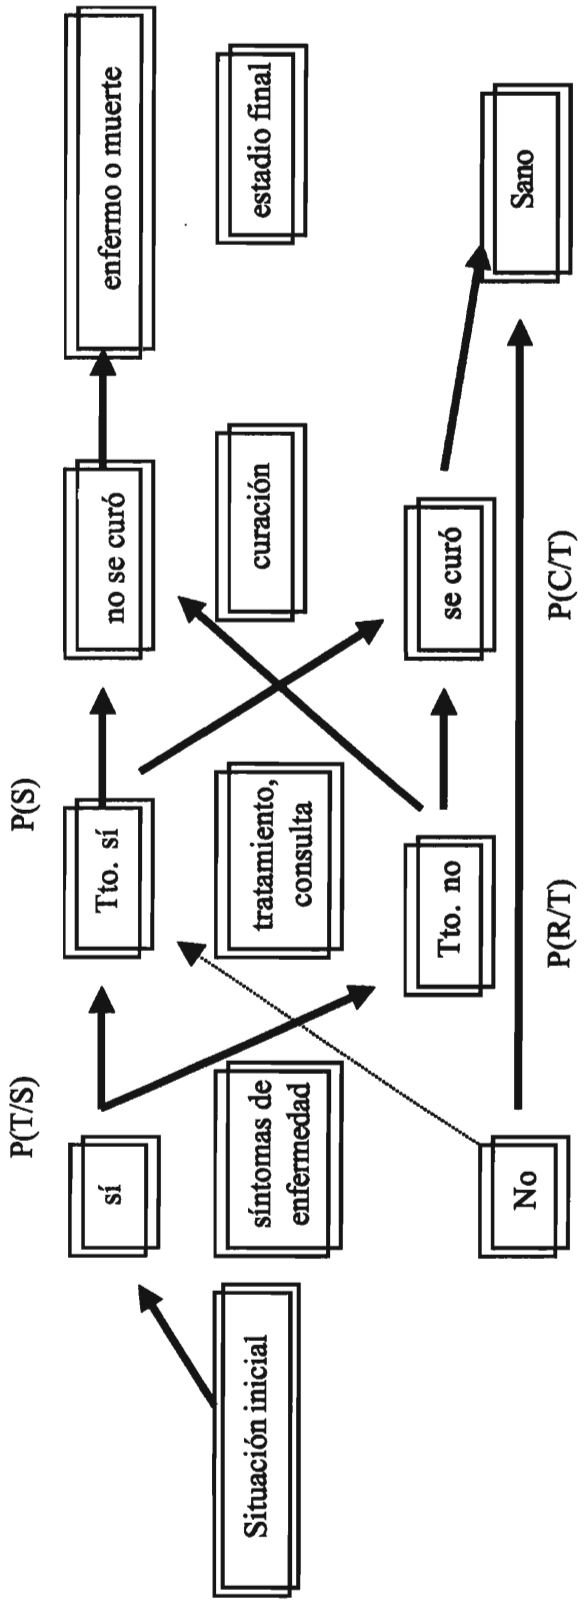 P(T/S)
P(S)
sí
Tto. sí
no se curó
enfermo o muerte
Situación inicial
síntomas de
enfermedad
tratamiento,
consulta
curación
estadio final
No
Tto. no
se curó
Sano
P(R/T)
P(C/T)